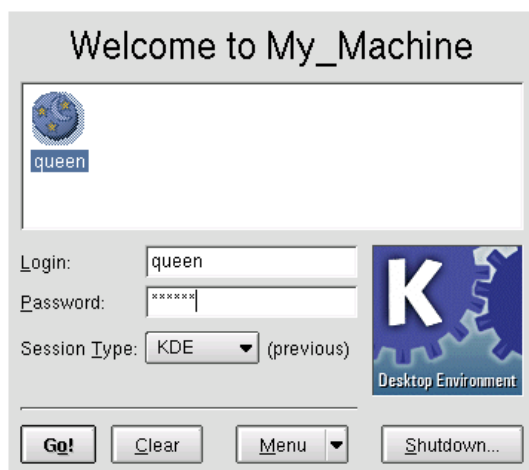 Welcome to My_Machine
queen
Login: queen
Password: ******
Session Type: KDE (previous)
K
Desktop Environment
Go! Clear Menu Shutdown...